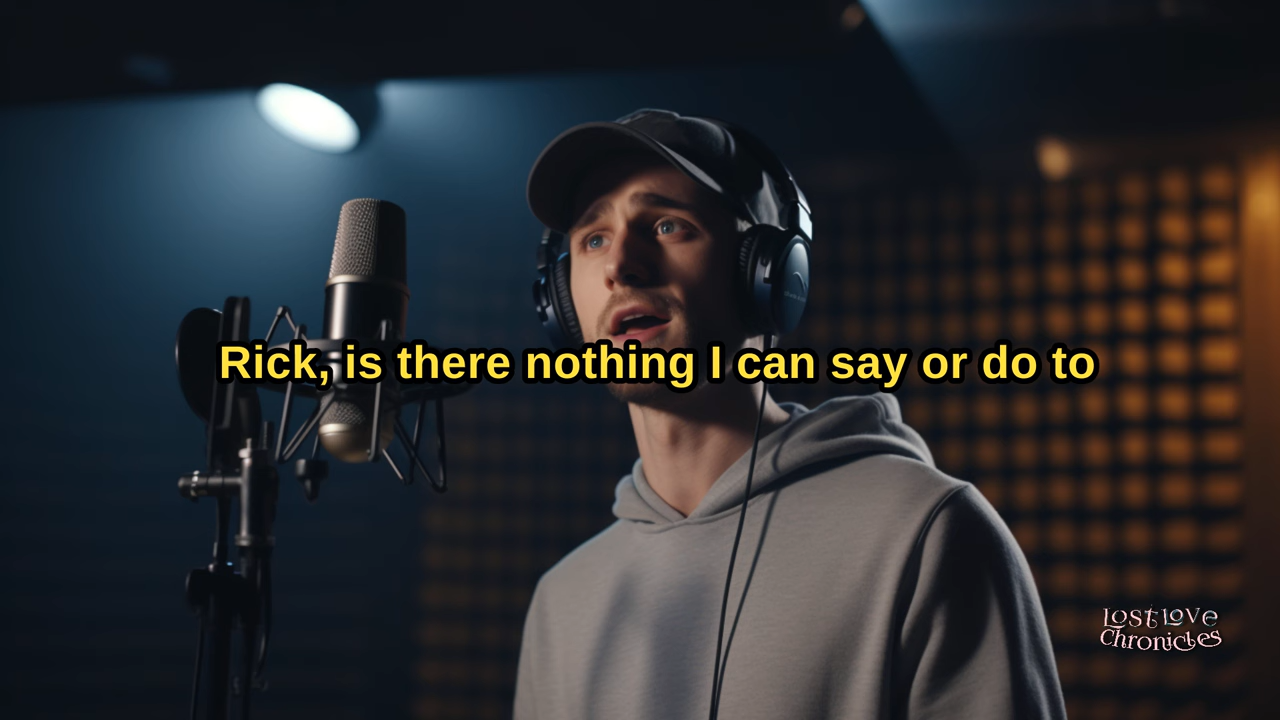 Rick, is there nothing I can say or do to
Lost Love
Chronicles